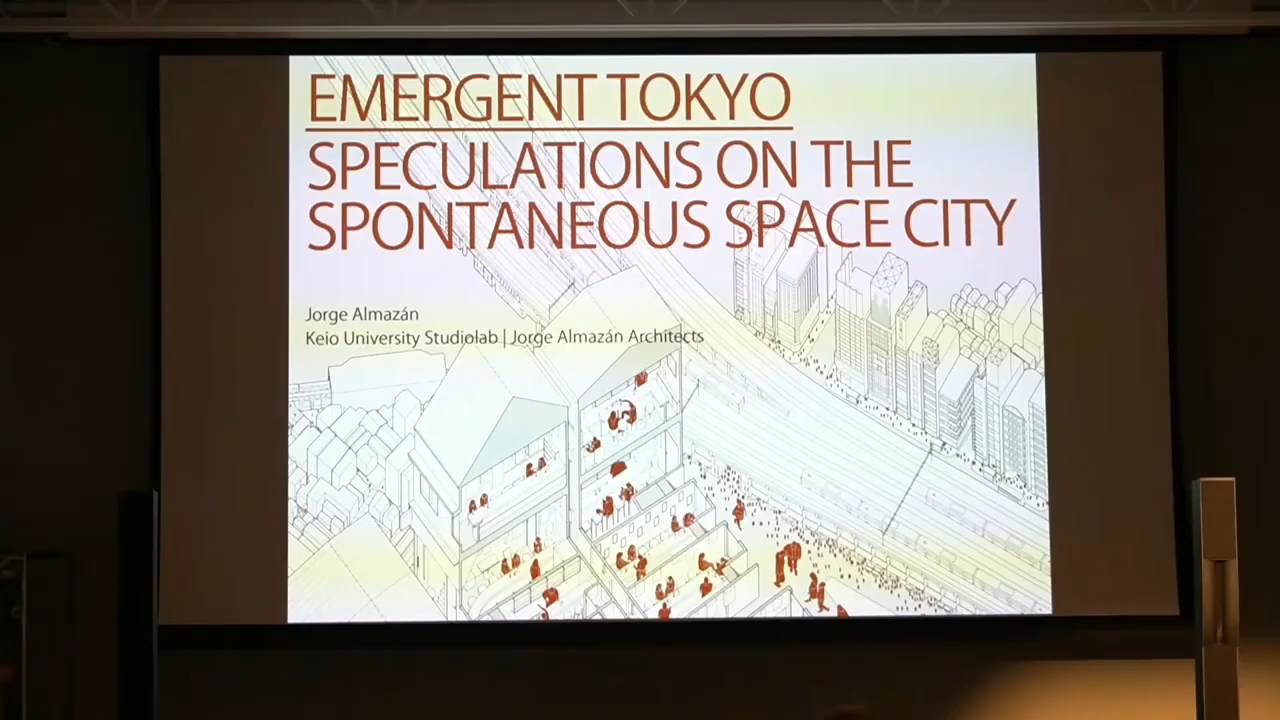 EMERGENT TOKYO
SPECULATIONS ON THE
SPONTANEOUS SPACE CITY
Jorge Almazán
Keio University Studiolab | Jorge Almazán Architects